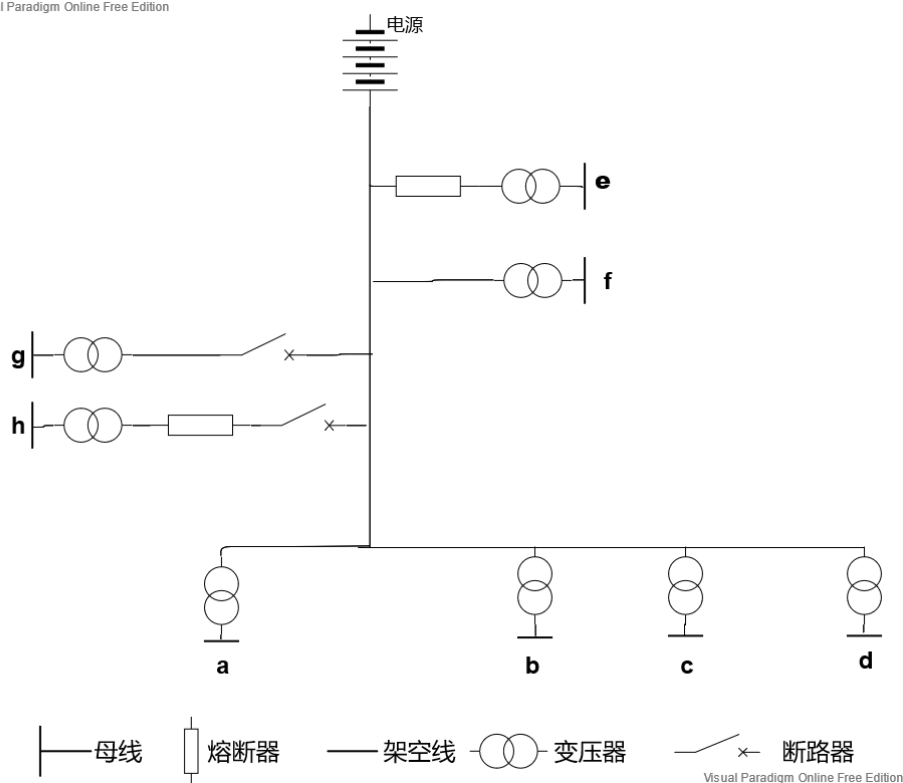 l Paradigm Online Free Edition
电源
e
f
g
h
a
b
c
d
母线
熔断器
架空线
变压器
断路器
Visual Paradigm Online Free Edition